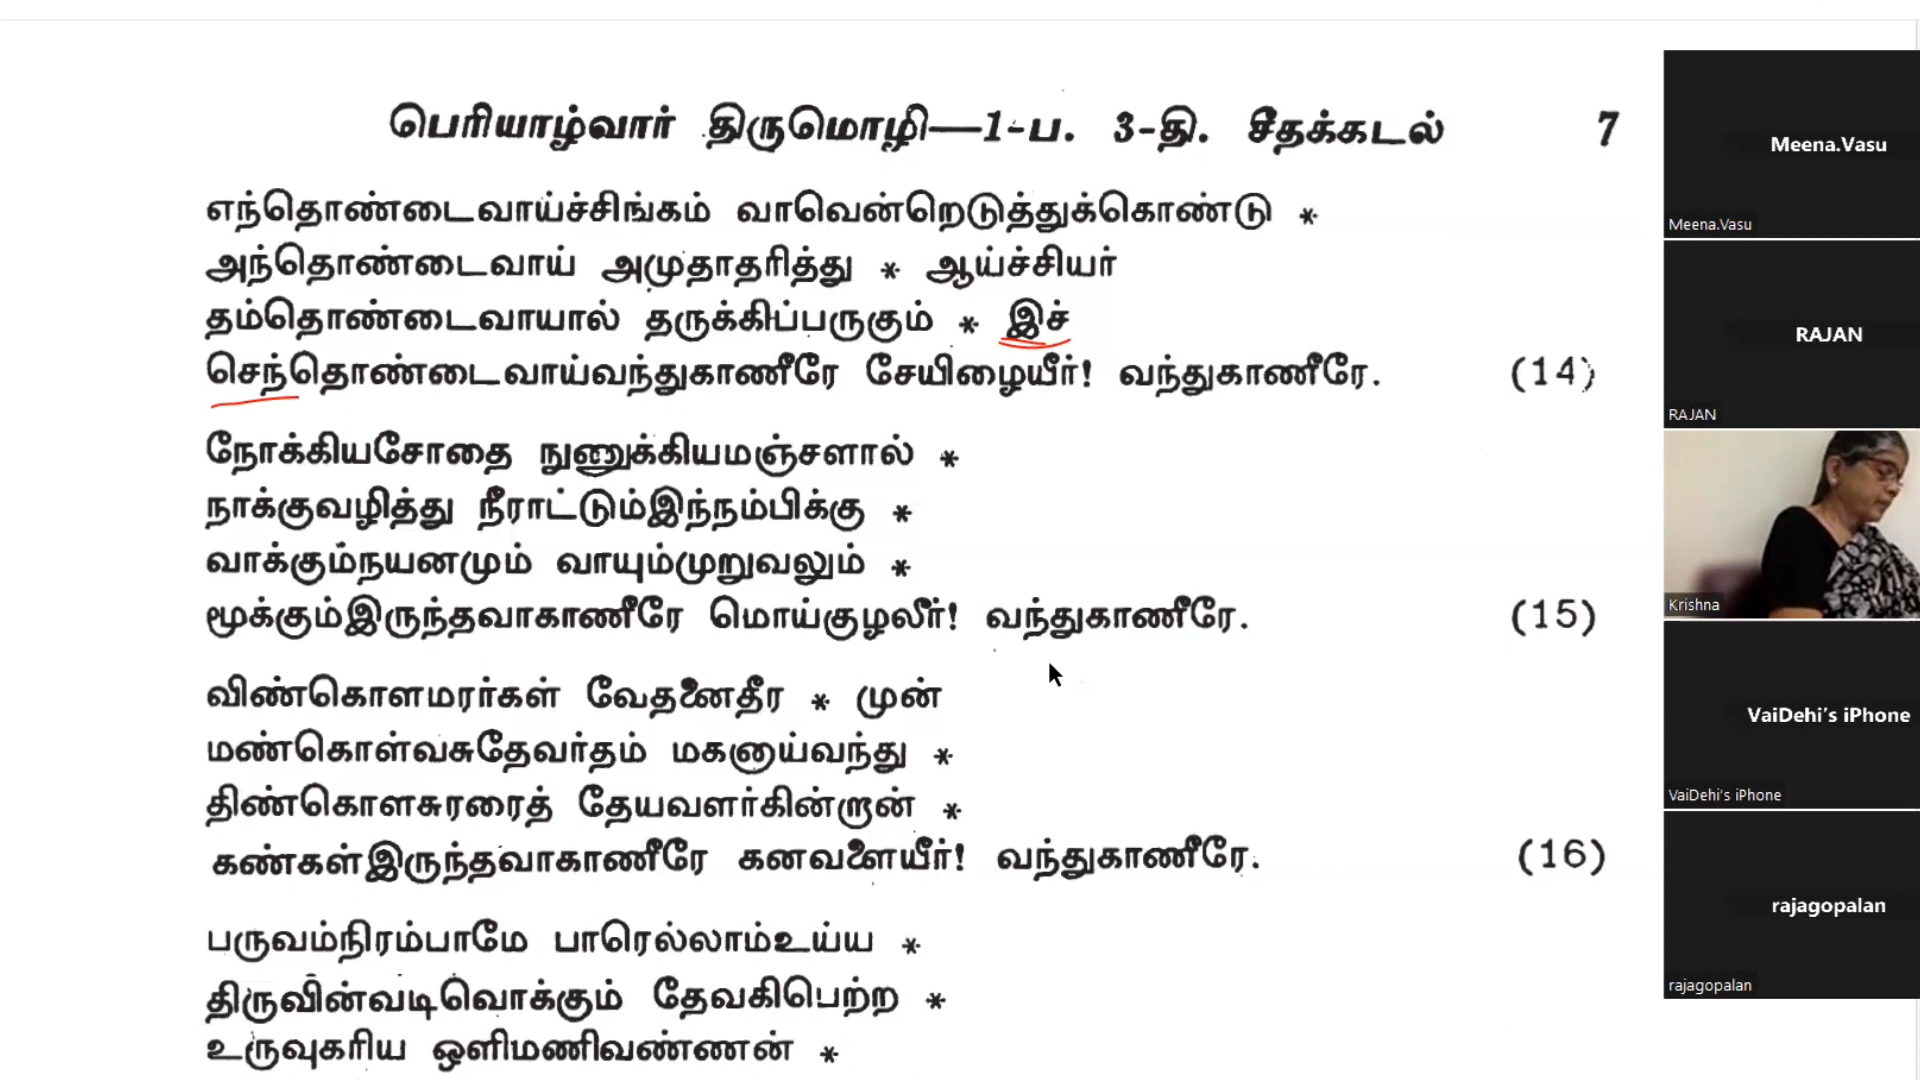 பெரியாழ்வார் திருமொழி—1-ப. 3-தி. சீதக்கடல் 7
எந்தொண்டைவாய்ச்சிங்கம் வாவென்றெடுத்துக்கொண்டு *
அந்தொண்டைவாய் அமுதாதரித்து * ஆய்ச்சியர்
தம்தொண்டைவாயால் தருக்கிப்பருகும் * இச்
செந்தொண்டைவாய்வந்துகாணீரே சேயிழையீர்! வந்துகாணீரே. (14)
நோக்கியசோதை நுணுக்கியமஞ்சளால் *
நாக்குவழித்து நீராட்டும்இந்நம்பிக்கு *
வாக்கும்நயனமும் வாயும்முறுவலும் *
மூக்கும்இருந்தவாகாணீரே மொய்குழலீர்! வந்துகாணீரே. (15)
விண்கொளமரர்கள் வேதனைதீர * முன்
மண்கொள்வசுதேவர்தம் மகனாய்வந்து *
திண்கொளசுரரைத் தேயவளர்கின்றான் *
கண்கள்இருந்தவாகாணீரே கனவளையீர்! வந்துகாணீரே. (16)
பருவம்நிரம்பாமே பாரெல்லாம்உய்ய *
திருவின்வடிவொக்கும் தேவகிபெற்ற *
உருவுகரிய ஒளிமணிவண்ணன் *
Meena.Vasu
Meena.Vasu
RAJAN
RAJAN
Krishna
VaiDehi's iPhone
VaiDehi's iPhone
rajagopalan
rajagopalan